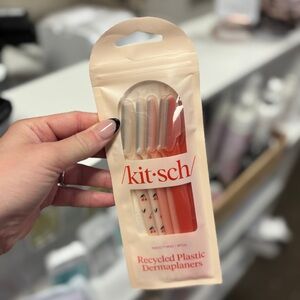 /kit·sch/
Recycled Plastic
Dermaplaners